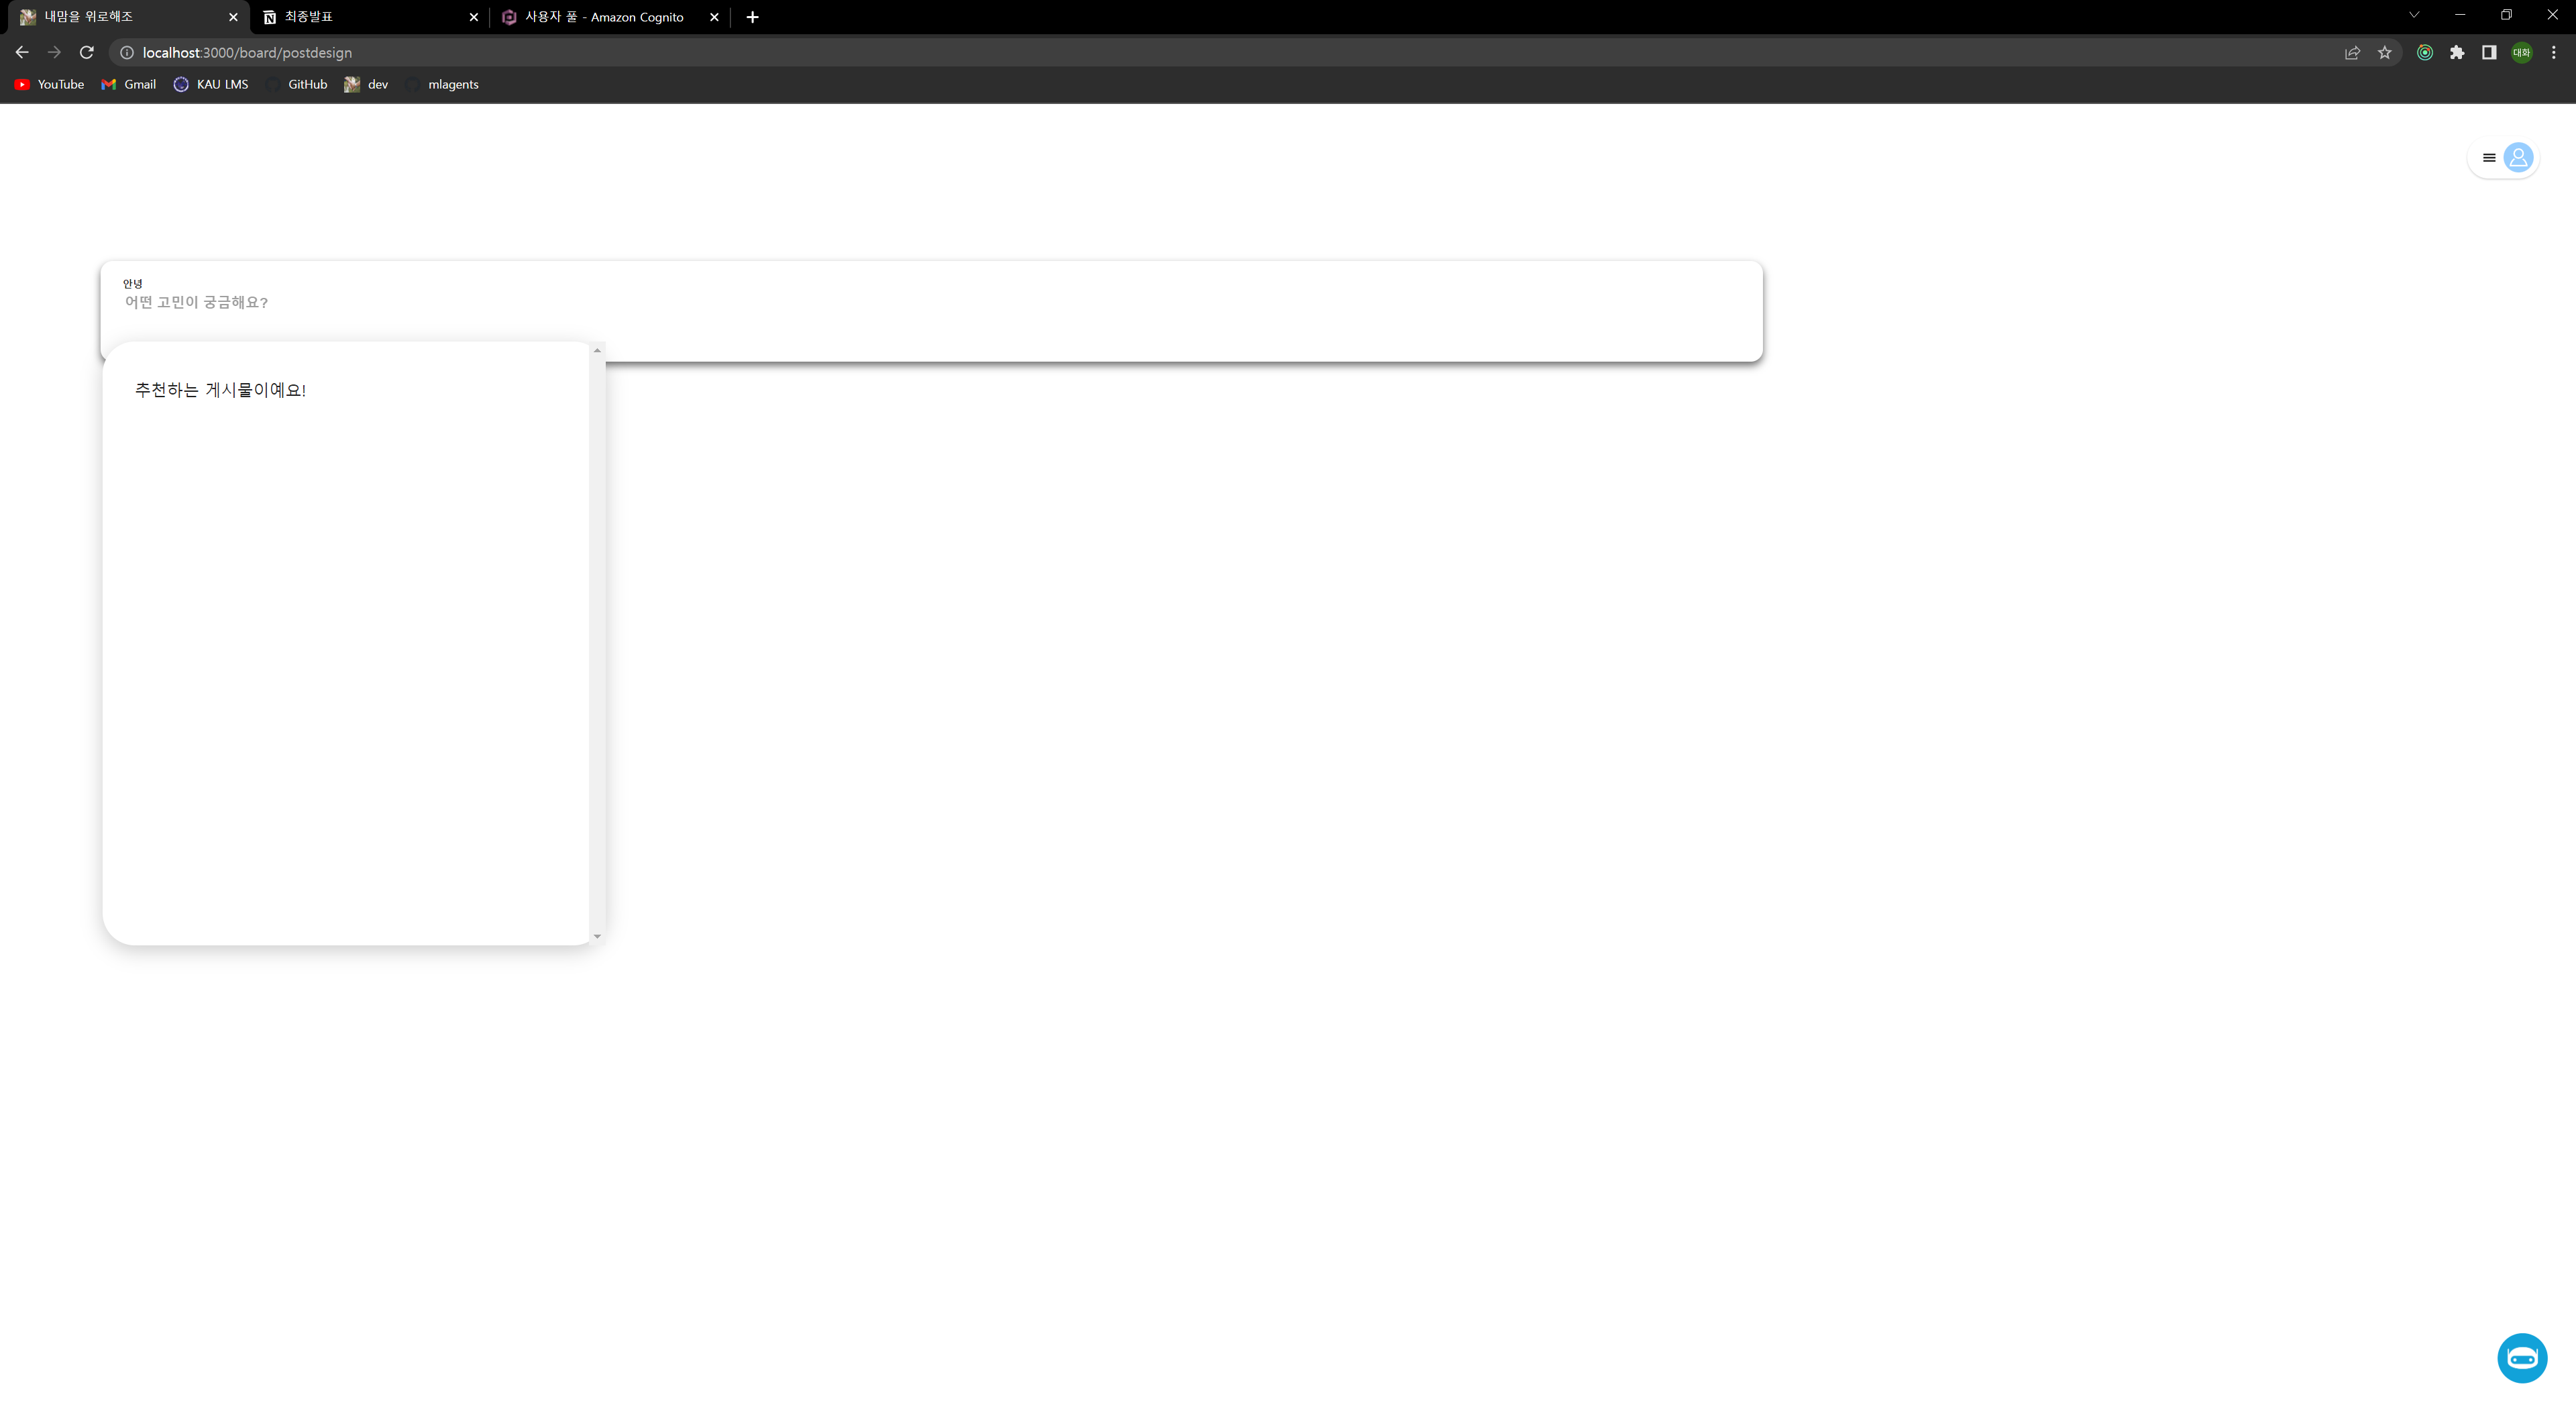 내맘을 위로해조
최종발표
사용자 풀 - Amazon Cognito
localhost:3000/board/postdesign
대화
YouTube
Gmail
KAU LMS
GitHub
dev
mlagents
안녕
어떤 고민이 궁금해요?
추천하는 게시물이예요!